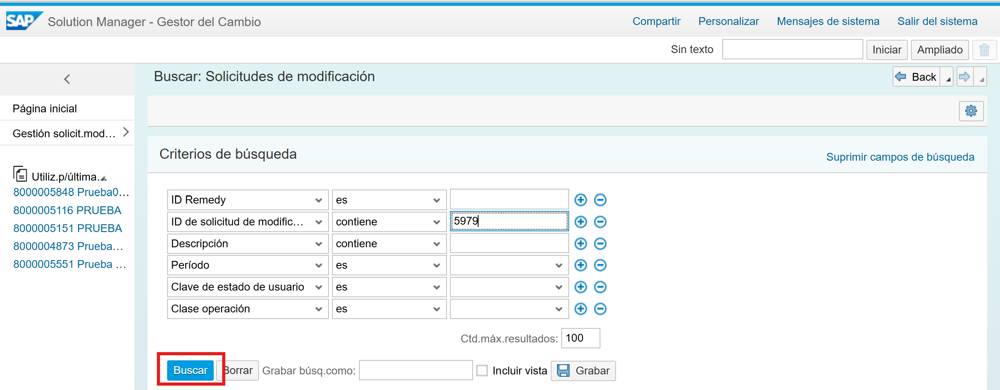 SAP Solution Manager - Gestor del Cambio
Compartir Personalizar Mensajes de sistema Salir del sistema
Sin texto Iniciar Ampliado
Buscar: Solicitudes de modificación
Back
Página inicial
Gestión solicit.mod...
Utiliz.p/última...
8000005848 Prueba0...
8000005116 PRUEBA
8000005151 PRUEBA
8000004873 Prueba...
8000005551 Prueba ...
Criterios de búsqueda
Suprimir campos de búsqueda
ID Remedy es
ID de solicitud de modific... contiene 5979
Descripción contiene
Período es
Clave de estado de usuario es
Clase operación es
Ctd.máx.resultados: 100
Buscar Borrar Grabar búsq.como: Incluir vista Grabar